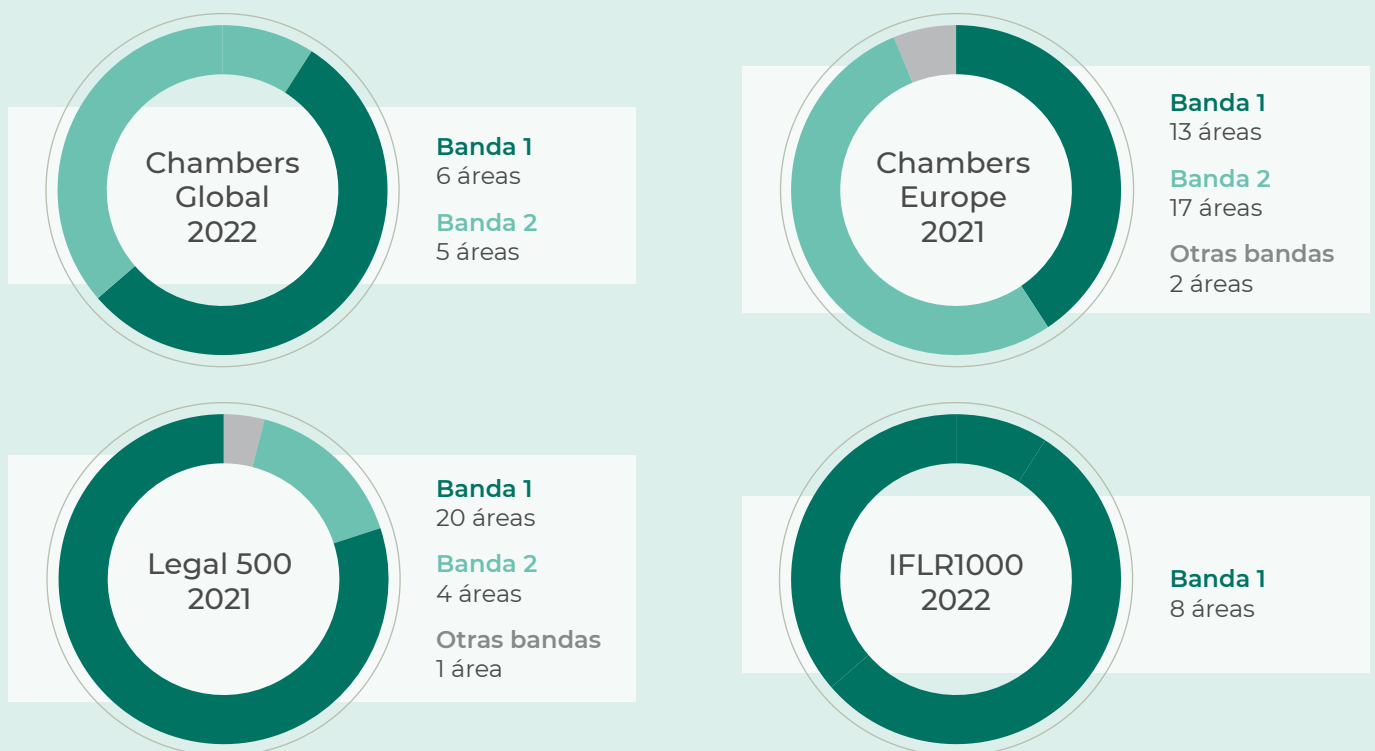 Chambers
Global
2022
Banda 1
6 áreas
Banda 2
5 áreas
Chambers
Europe
2021
Banda 1
13 áreas
Banda 2
17 áreas
Otras bandas
2 áreas
Legal 500
2021
Banda 1
20 áreas
Banda 2
4 áreas
Otras bandas
1 área
IFLR1000
2022
Banda 1
8 áreas